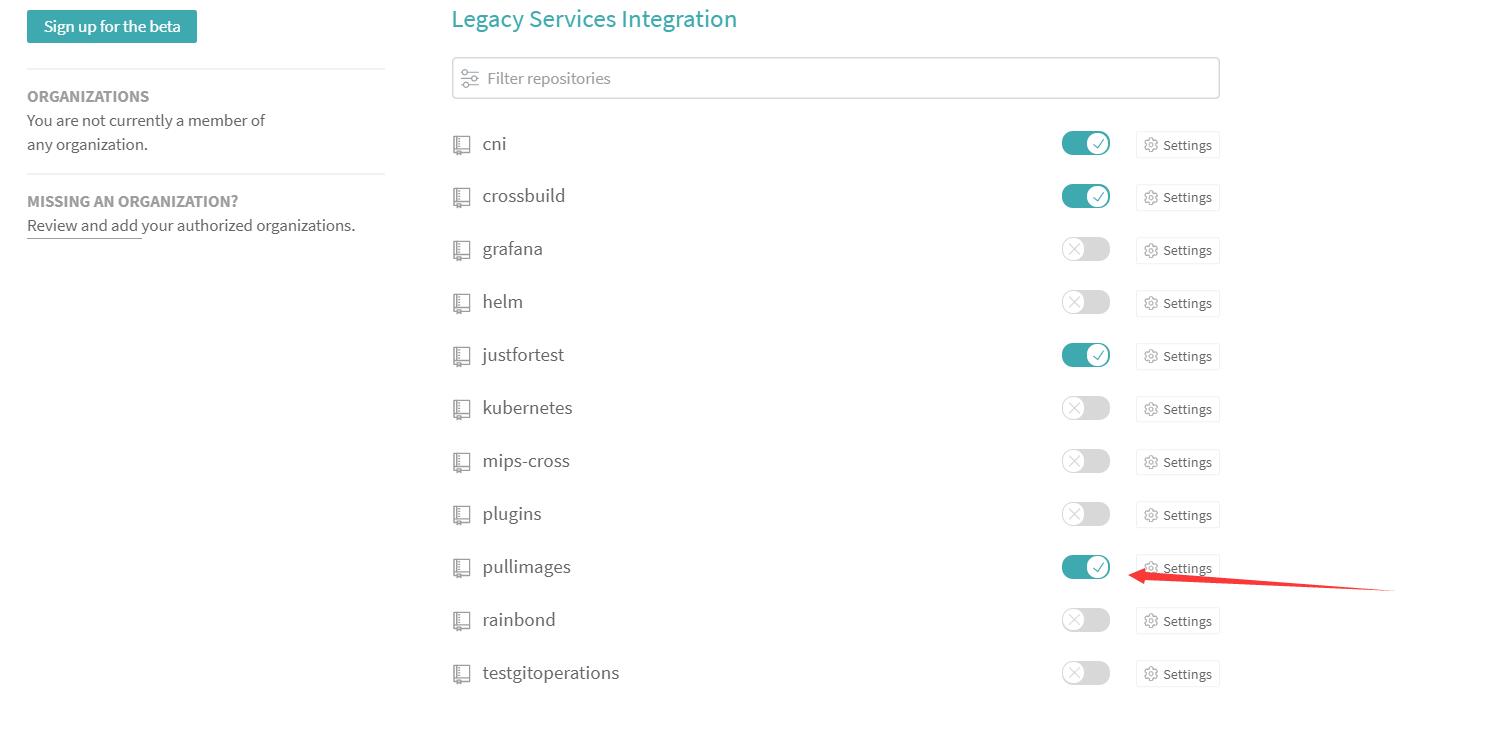 Sign up for the beta
ORGANIZATIONS
You are not currently a member of
any organization.
MISSING AN ORGANIZATION?
Review and add your authorized organizations.
Legacy Services Integration
Filter repositories
cni Settings
crossbuild Settings
grafana Settings
helm Settings
justfortest Settings
kubernetes Settings
mips-cross Settings
plugins Settings
pullimages Settings
rainbond Settings
testgitoperations Settings